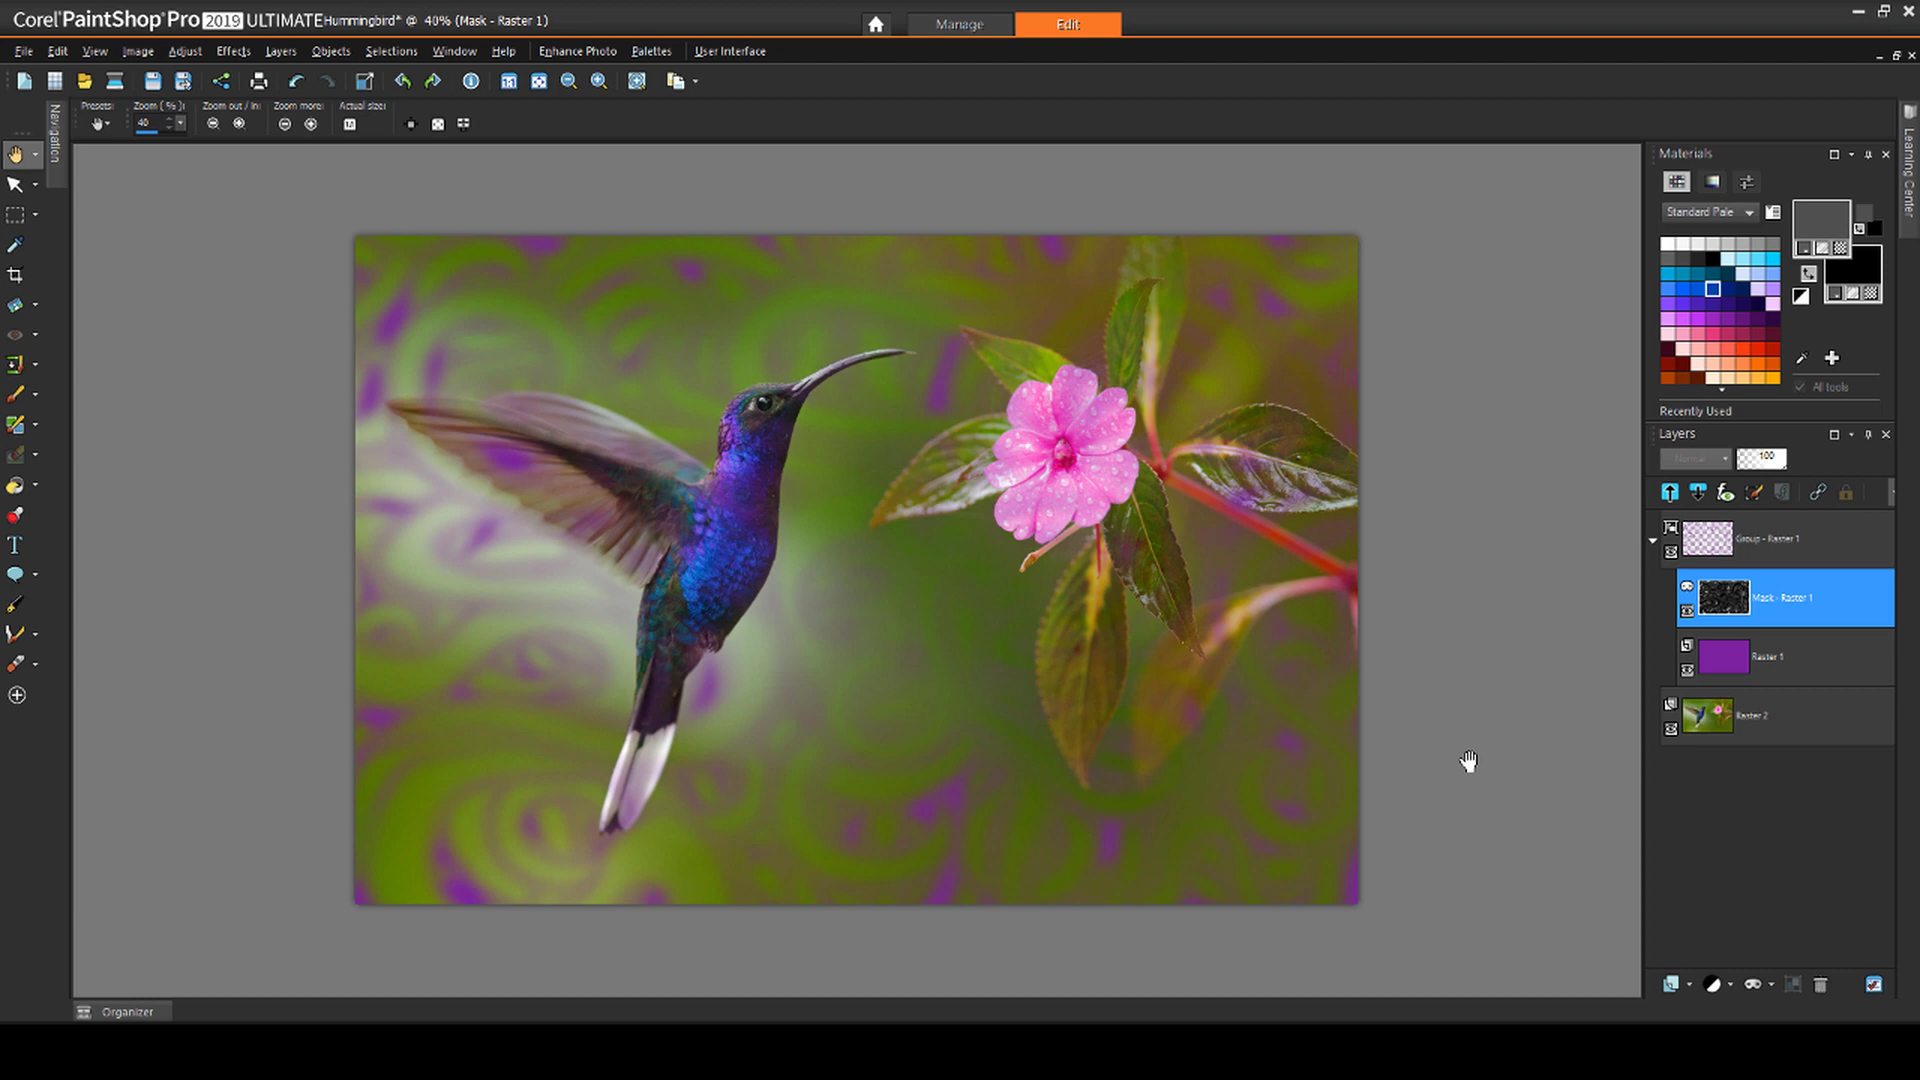 Corel PaintShop Pro 2019 ULTIMATE Hummingbird* @ 40% (Mask - Raster 1)
Manage
Edit
File Edit View Image Adjust Effects Layers Objects Selections Window Help Enhance Photo Palettes User Interface
Presets: Zoom (%): Zoom out / in: Zoom more: Actual size:
40
Navigation
Learning Center
Materials
Standard Pale
All tools
Recently Used
Layers
Normal 100
Group - Raster 1
Mask - Raster 1
Raster 1
Raster 2
Organizer